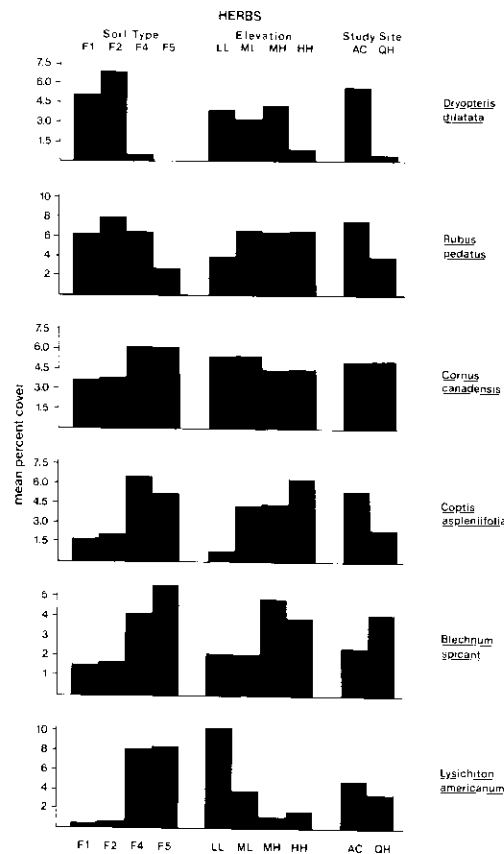 HERBS
Soil Type Elevation Study Site
F1 F2 F4 F5 LL ML MH HH AC QH
7.5
6.0
4.5
3.0
1.5
Dryopteris
dilatata
10
8
6
4
2
Rubus
pedatus
7.5
6.0
4.5
3.0
1.5
Cornus
canadensis
mean percent cover
7.5
6.0
4.5
3.0
1.5
Coptis
aspleniifolia
5
4
3
2
1
Blechnum
spicant
10
8
6
4
2
Lysichiton
americanum
F1 F2 F4 F5 LL ML MH HH AC QH